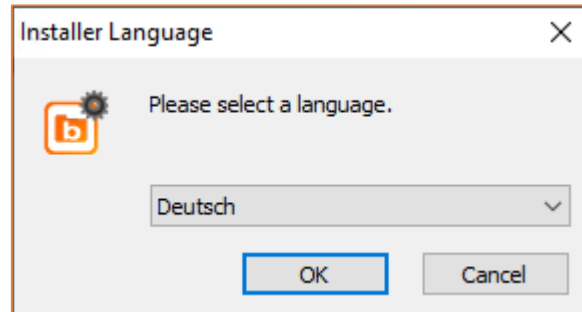 Installer Language
Please select a language.
b
Deutsch
OK
Cancel